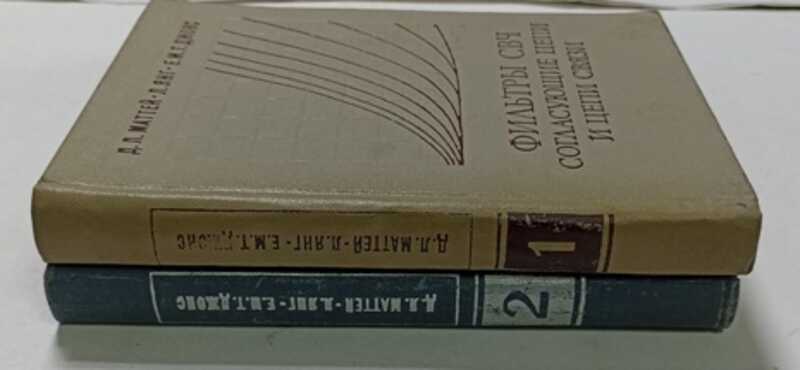 Д.Л. МАТТЕЙ · Л. ЯНГ · Е.М.Т. ДЖОНС
ФИЛЬТРЫ СВЧ
СОГЛАСУЮЩИЕ ЦЕПИ
И ЦЕПИ СВЯЗИ
Д.Л. МАТТЕЙ · Л. ЯНГ · Е.М.Т. ДЖОНС
1
Д.Л. МАТТЕЙ · Л. ЯНГ · Е.М.Т. ДЖОНС
2